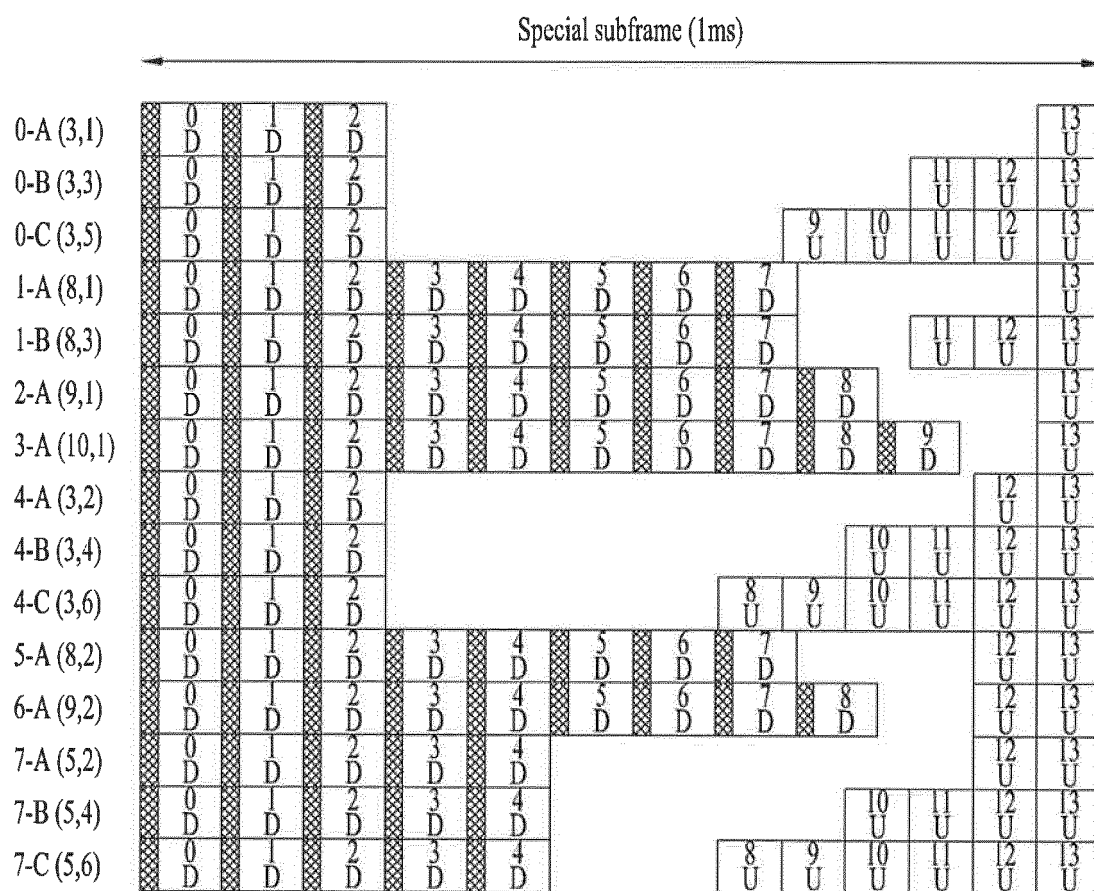 Special subframe (1ms)
0-A (3,1) 0 D 1 D 2 D 13 U
0-B (3,3) 0 D 1 D 2 D 11 U 12 U 13 U
0-C (3,5) 0 D 1 D 2 D 9 U 10 U 11 U 12 U 13 U
1-A (8,1) 0 D 1 D 2 D 3 D 4 D 5 D 6 D 7 D 13 U
1-B (8,3) 0 D 1 D 2 D 3 D 4 D 5 D 6 D 7 D 11 U 12 U 13 U
2-A (9,1) 0 D 1 D 2 D 3 D 4 D 5 D 6 D 7 D 8 D 13 U
3-A (10,1) 0 D 1 D 2 D 3 D 4 D 5 D 6 D 7 D 8 D 9 D 13 U
4-A (3,2) 0 D 1 D 2 D 12 U 13 U
4-B (3,4) 0 D 1 D 2 D 10 U 11 U 12 U 13 U
4-C (3,6) 0 D 1 D 2 D 8 U 9 U 10 U 11 U 12 U 13 U
5-A (8,2) 0 D 1 D 2 D 3 D 4 D 5 D 6 D 7 D 12 U 13 U
6-A (9,2) 0 D 1 D 2 D 3 D 4 D 5 D 6 D 7 D 8 D 12 U 13 U
7-A (5,2) 0 D 1 D 2 D 3 D 4 D 12 U 13 U
7-B (5,4) 0 D 1 D 2 D 3 D 4 D 10 U 11 U 12 U 13 U
7-C (5,6) 0 D 1 D 2 D 3 D 4 D 8 U 9 U 10 U 11 U 12 U 13 U